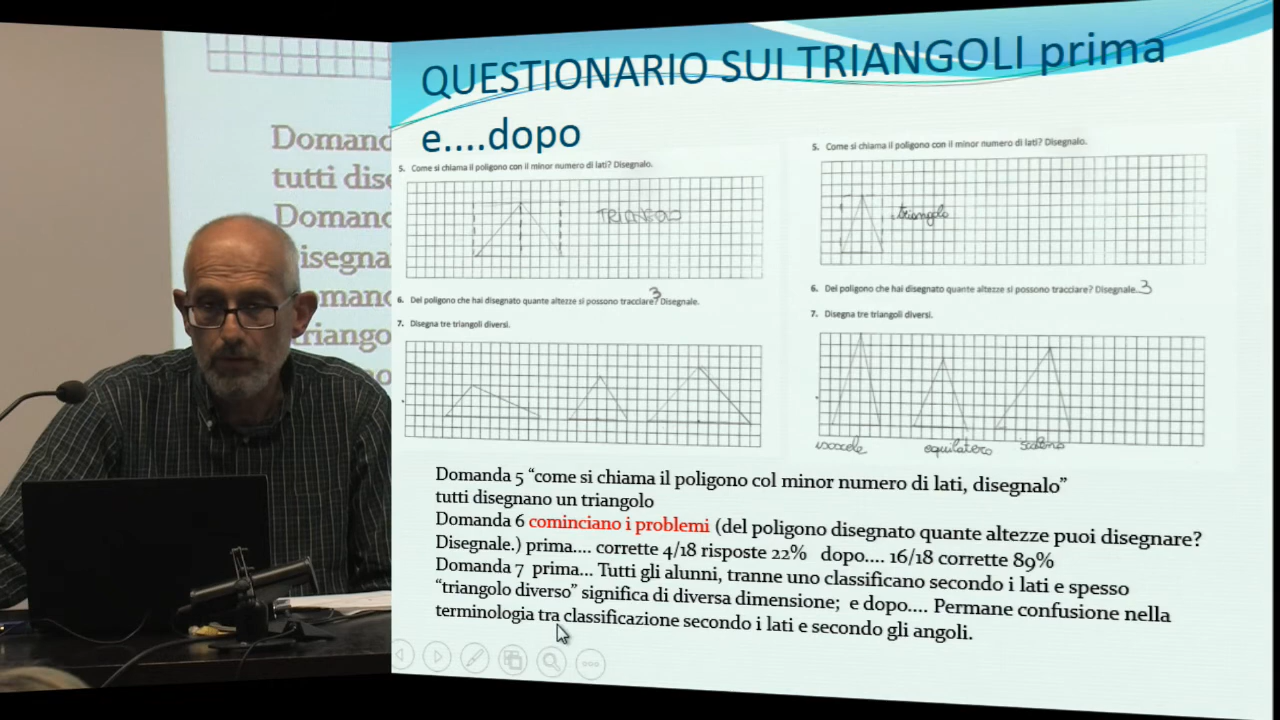 QUESTIONARIO SUI TRIANGOLI prima
e....dopo
5. Come si chiama il poligono con il minor numero di lati? Disegnalo.
TRIANGOLO
6. Del poligono che hai disegnato quante altezze si possono tracciare? Disegnale.
3
7. Disegna tre triangoli diversi.
5. Come si chiama il poligono con il minor numero di lati? Disegnalo.
triangolo
6. Del poligono che hai disegnato quante altezze si possono tracciare? Disegnale. 3
7. Disegna tre triangoli diversi.
isoscele equilatero scaleno
Domanda 5 “come si chiama il poligono col minor numero di lati, disegnalo”
tutti disegnano un triangolo
Domanda 6 cominciano i problemi (del poligono disegnato quante altezze puoi disegnare?
Disegnale.) prima.... corrette 4/18 risposte 22% dopo.... 16/18 corrette 89%
Domanda 7 prima... Tutti gli alunni, tranne uno classificano secondo i lati e spesso
“triangolo diverso” significa di diversa dimensione; e dopo.... Permane confusione nella
terminologia tra classificazione secondo i lati e secondo gli angoli.